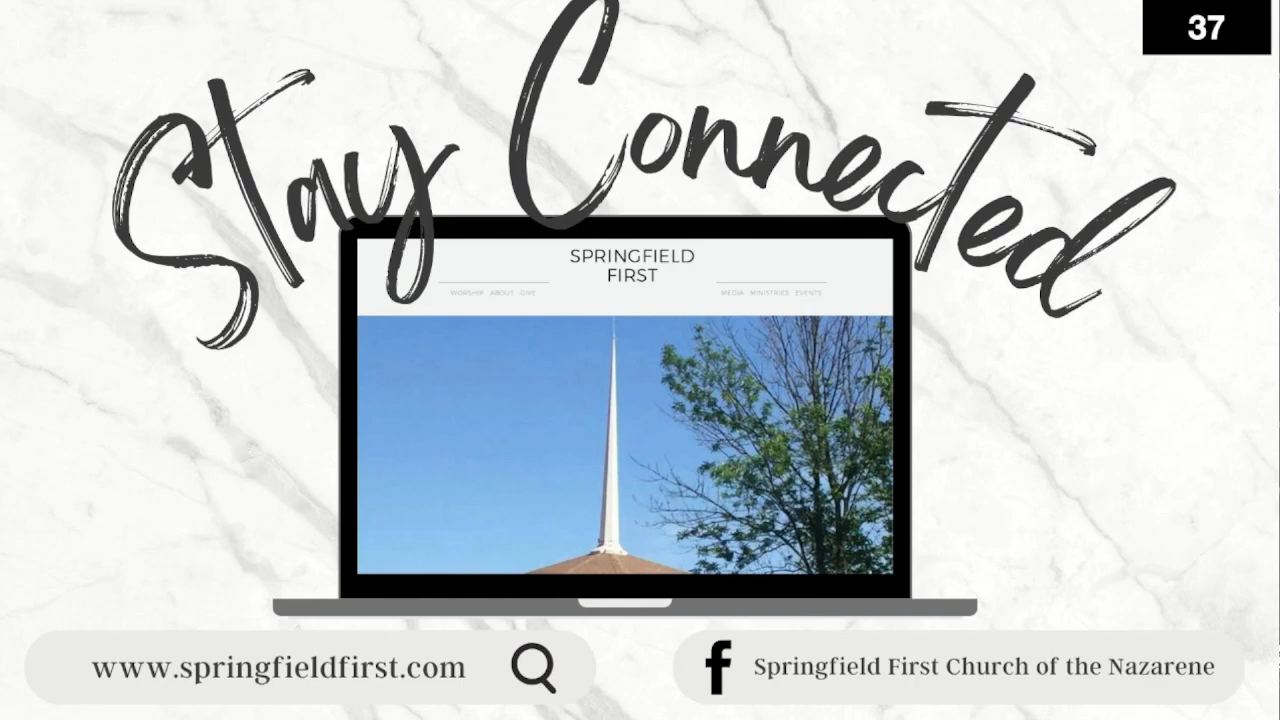 37
Stay Connected
SPRINGFIELD
FIRST
WORSHIP ABOUT GIVE
MEDIA MINISTRIES EVENTS
www.springfieldfirst.com
f Springfield First Church of the Nazarene